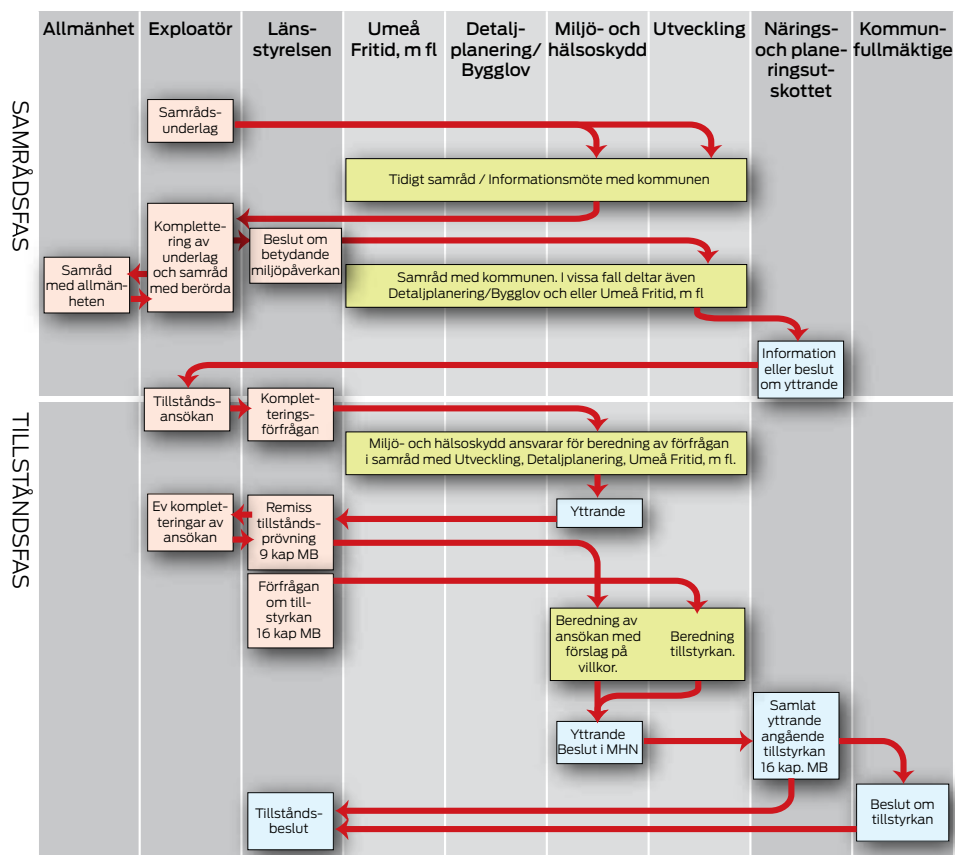 Allmänhet
Exploatör
Läns-
styrelsen
Umeå
Fritid, m fl
Detalj-
planering/
Bygglov
Miljö- och
hälsoskydd
Utveckling
Närings-
och plane-
ringsut-
skottet
Kommun-
fullmäktige
SAMRÅDSFAS
Samråds-
underlag
Tidigt samråd / Informationsmöte med kommunen
Komplette-
ring av
underlag
och samråd
med berörda
Beslut om
betydande
miljöpåverkan
Samråd
med allmän-
heten
Samråd med kommunen. I vissa fall deltar även
Detaljplanering/Bygglov och eller Umeå Fritid, m fl
Information
eller beslut
om yttrande
TILLSTÅNDSFAS
Tillstånds-
ansökan
Komplet-
terings-
förfrågan
Miljö- och hälsoskydd ansvarar för beredning av förfrågan
i samråd med Utveckling, Detaljplanering, Umeå Fritid, m fl.
Yttrande
Ev komplet-
teringar av
ansökan
Remiss
tillstånds-
prövning
9 kap MB
Förfrågan
om till-
styrkan
16 kap MB
Beredning av
ansökan med
förslag på
villkor.
Beredning
tillstyrkan.
Yttrande
Beslut i MHN
Samlat
yttrande
angående
tillstyrkan
16 kap. MB
Tillstånds-
beslut
Beslut om
tillstyrkan